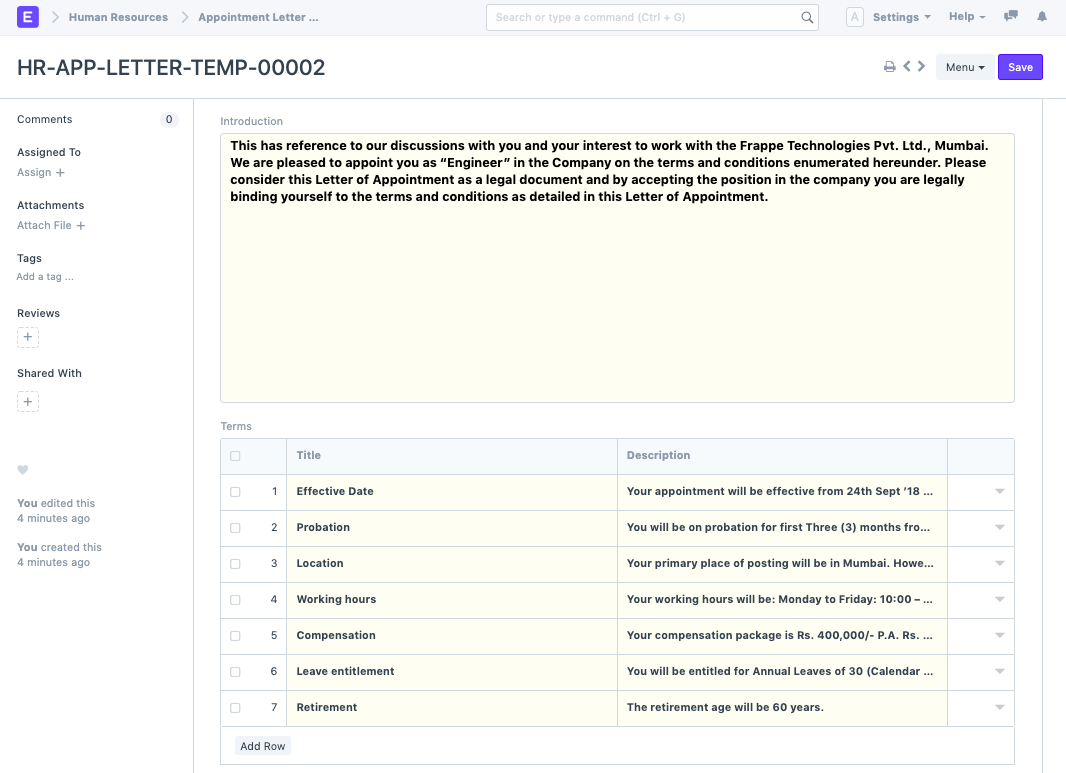 E Human Resources Appointment Letter ... Search or type a command (Ctrl + G) A Settings Help
HR-APP-LETTER-TEMP-00002 Menu Save
Comments 0
Assigned To
Assign +
Attachments
Attach File +
Tags
Add a tag ...
Reviews
+
Shared With
+
You edited this
4 minutes ago
You created this
4 minutes ago
Introduction
This has reference to our discussions with you and your interest to work with the Frappe Technologies Pvt. Ltd., Mumbai.
We are pleased to appoint you as “Engineer” in the Company on the terms and conditions enumerated hereunder. Please
consider this Letter of Appointment as a legal document and by accepting the position in the company you are legally
binding yourself to the terms and conditions as detailed in this Letter of Appointment.
Terms
Title Description
1 Effective Date Your appointment will be effective from 24th Sept ’18 ...
2 Probation You will be on probation for first Three (3) months fro...
3 Location Your primary place of posting will be in Mumbai. Howe...
4 Working hours Your working hours will be: Monday to Friday: 10:00 – ...
5 Compensation Your compensation package is Rs. 400,000/- P.A. Rs. ...
6 Leave entitlement You will be entitled for Annual Leaves of 30 (Calendar ...
7 Retirement The retirement age will be 60 years.
Add Row